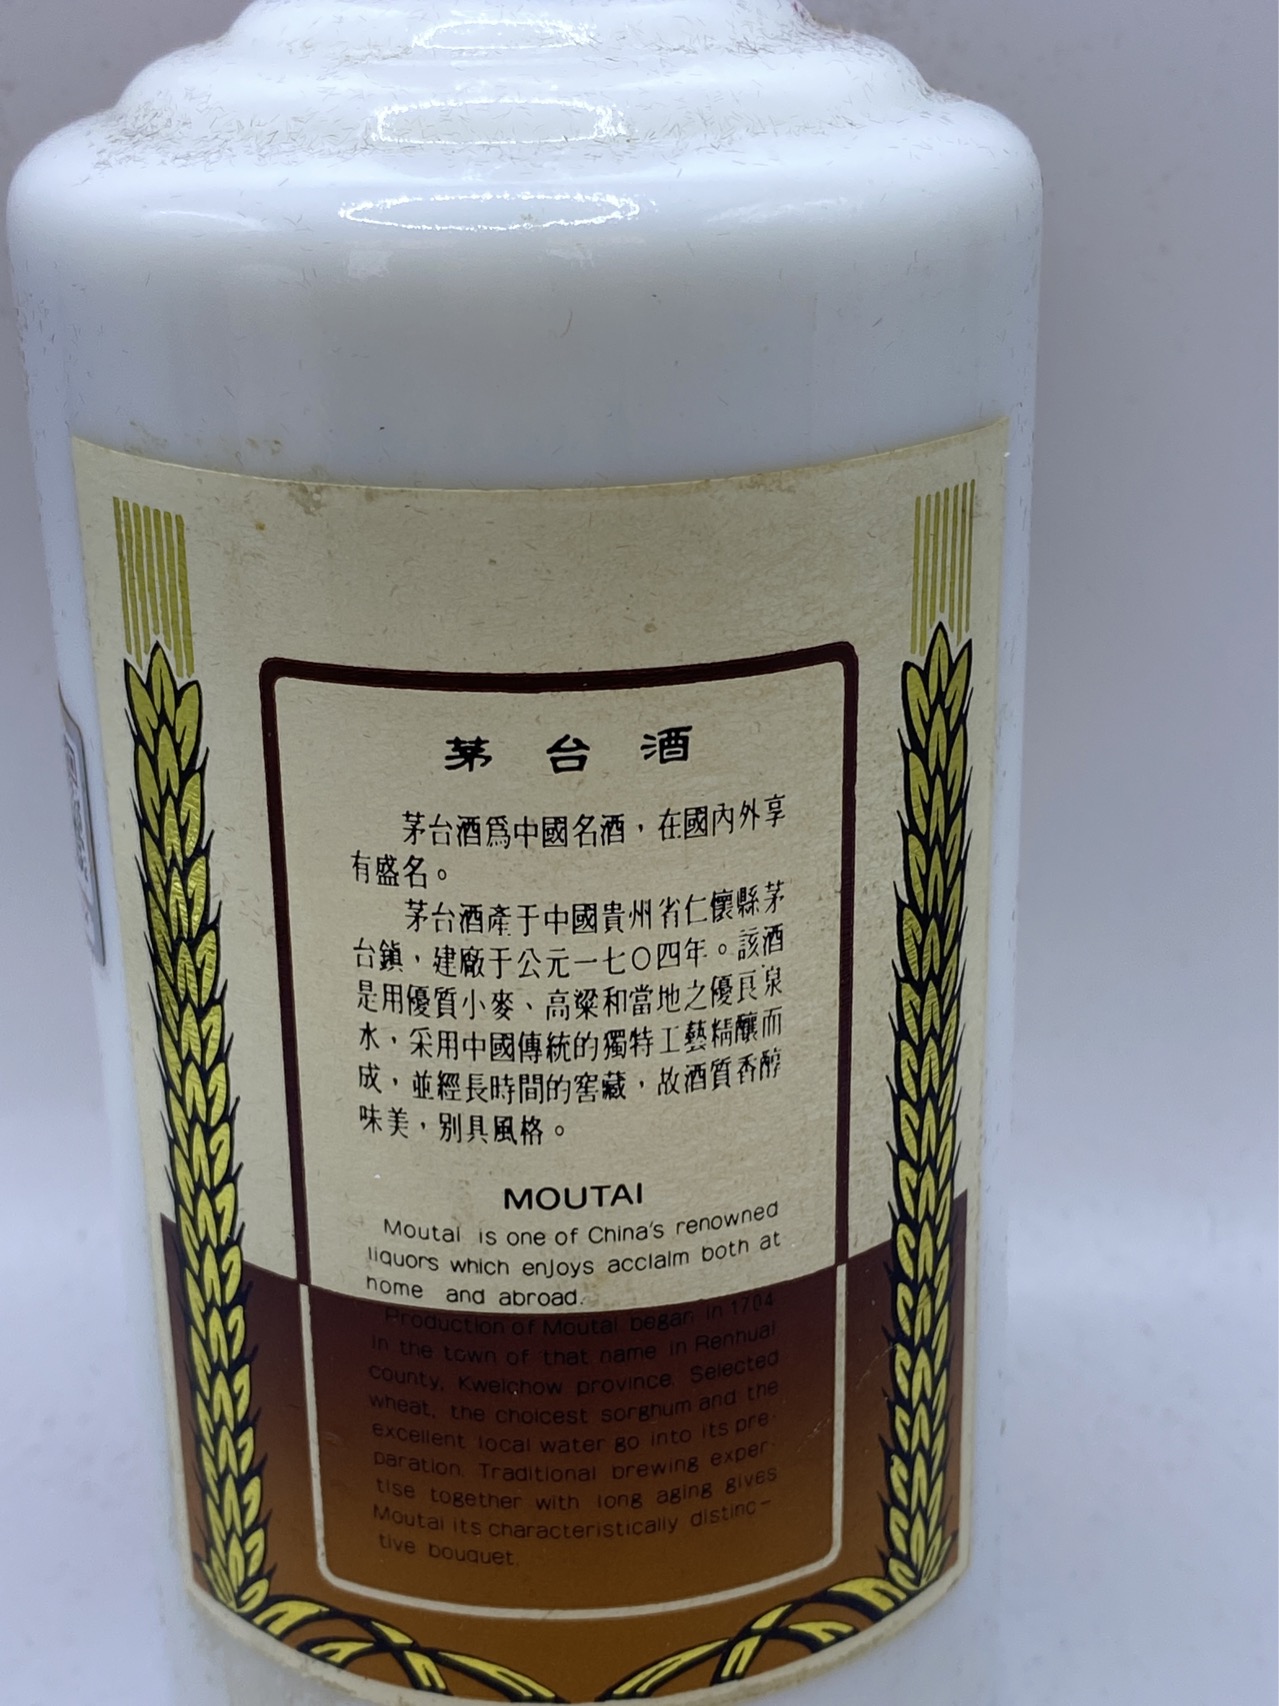 茅台酒
茅台酒爲中國名酒，在國內外享
有盛名。
茅台酒產于中國貴州省仁懷縣茅
台鎮，建廠于公元一七〇四年。該酒
是用優質小麥、高粱和當地之優良泉
水，采用中國傳統的獨特工藝精釀而
成，並經長時間的窖藏，故酒質香醇
味美，別具風格。
MOUTAI
Moutai is one of China's renowned
liquors which enjoys acclaim both at
home and abroad.
Production of Moutai began in 1704
in the town of that name in Renhuai
county, Kweichow province. Selected
wheat, the choicest sorghum and the
excellent local water go into its pre-
paration. Traditional brewing exper-
tise together with long aging gives
Moutai its characteristically distinc-
tive bouquet.